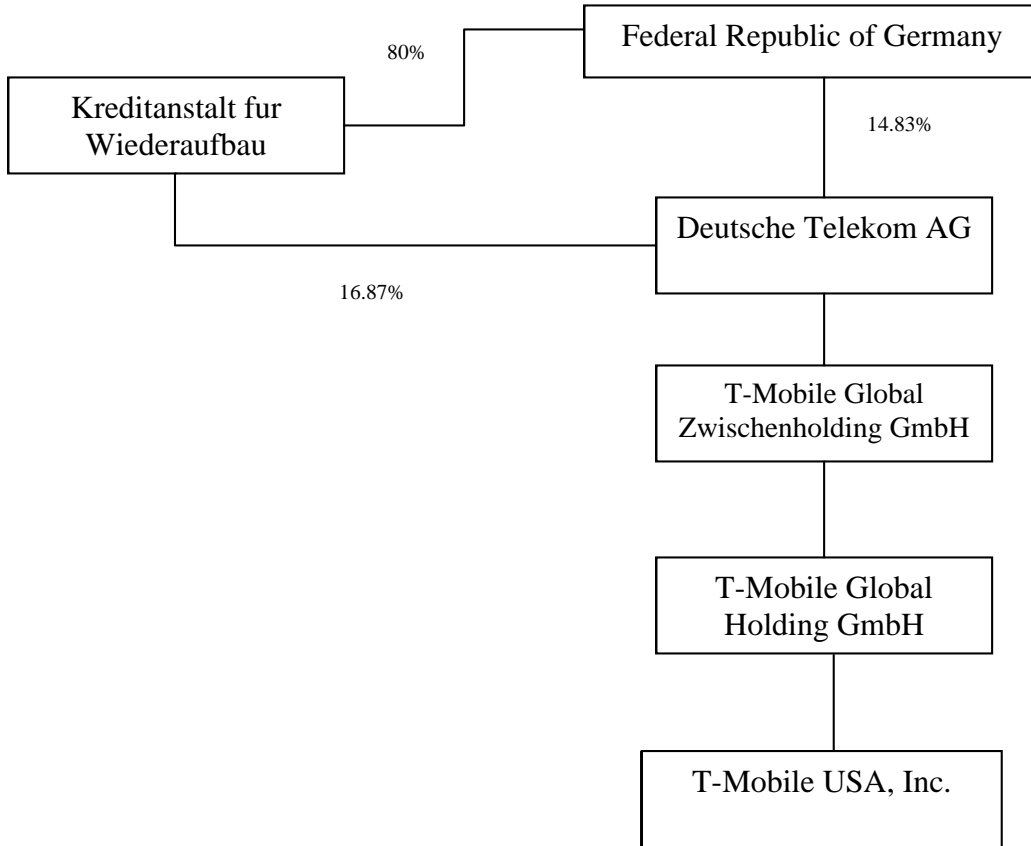 Federal Republic of Germany
80%
Kreditanstalt fur
Wiederaufbau
14.83%
Deutsche Telekom AG
16.87%
T-Mobile Global
Zwischenholding GmbH
T-Mobile Global
Holding GmbH
T-Mobile USA, Inc.